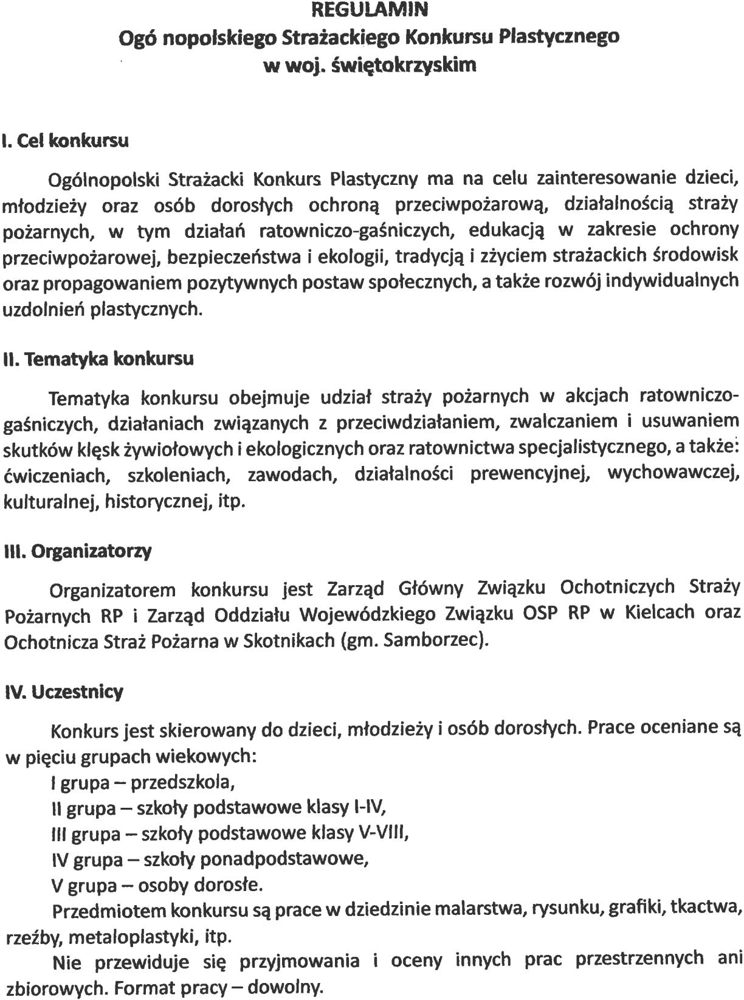 REGULAMIN
Ogó nopolskiego Strażackiego Konkursu Plastycznego
w woj. świętokrzyskim
I. Cel konkursu
Ogólnopolski Strażacki Konkurs Plastyczny ma na celu zainteresowanie dzieci,
młodzieży oraz osób dorosłych ochroną przeciwpożarową, działalnością straży
pożarnych, w tym działań ratowniczo-gaśniczych, edukacją w zakresie ochrony
przeciwpożarowej, bezpieczeństwa i ekologii, tradycją i zżyciem strażackich środowisk
oraz propagowaniem pozytywnych postaw społecznych, a także rozwój indywidualnych
uzdolnień plastycznych.
II. Tematyka konkursu
Tematyka konkursu obejmuje udział straży pożarnych w akcjach ratowniczo-
gaśniczych, działaniach związanych z przeciwdziałaniem, zwalczaniem i usuwaniem
skutków klęsk żywiołowych i ekologicznych oraz ratownictwa specjalistycznego, a także:
ćwiczeniach, szkoleniach, zawodach, działalności prewencyjnej, wychowawczej,
kulturalnej, historycznej, itp.
III. Organizatorzy
Organizatorem konkursu jest Zarząd Główny Związku Ochotniczych Straży
Pożarnych RP i Zarząd Oddziału Wojewódzkiego Związku OSP RP w Kielcach oraz
Ochotnicza Straż Pożarna w Skotnikach (gm. Samborzec).
IV. Uczestnicy
Konkurs jest skierowany do dzieci, młodzieży i osób dorosłych. Prace oceniane są
w pięciu grupach wiekowych:
I grupa – przedszkola,
II grupa – szkoły podstawowe klasy I-IV,
III grupa – szkoły podstawowe klasy V-VIII,
IV grupa – szkoły ponadpodstawowe,
V grupa – osoby dorosłe.
Przedmiotem konkursu są prace w dziedzinie malarstwa, rysunku, grafiki, tkactwa,
rzeźby, metaloplastyki, itp.
Nie przewiduje się przyjmowania i oceny innych prac przestrzennych ani
zbiorowych. Format pracy – dowolny.